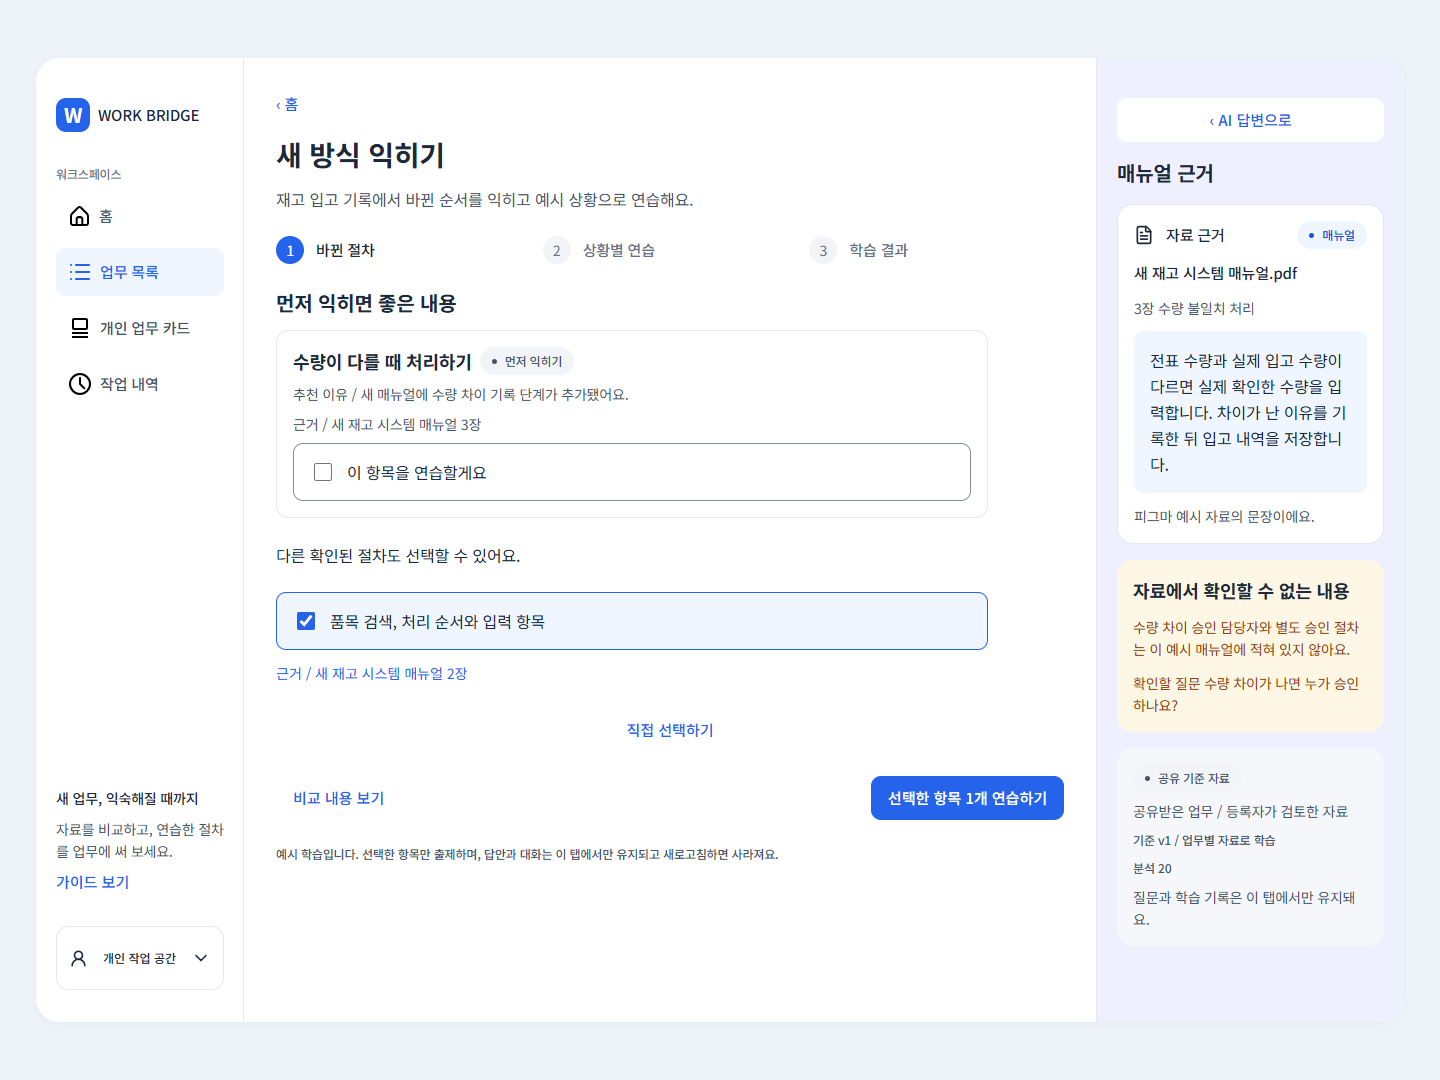 W WORK BRIDGE
워크스페이스
홈
업무 목록
개인 업무 카드
작업 내역
새 업무, 익숙해질 때까지
자료를 비교하고, 연습한 절차
를 업무에 써 보세요.
가이드 보기
개인 작업 공간
‹ 홈
새 방식 익히기
재고 입고 기록에서 바뀐 순서를 익히고 예시 상황으로 연습해요.
1 바뀐 절차
2 상황별 연습
3 학습 결과
먼저 익히면 좋은 내용
수량이 다를 때 처리하기
• 먼저 익히기
추천 이유 / 새 매뉴얼에 수량 차이 기록 단계가 추가됐어요.
근거 / 새 재고 시스템 매뉴얼 3장
이 항목을 연습할게요
다른 확인된 절차도 선택할 수 있어요.
품목 검색, 처리 순서와 입력 항목
근거 / 새 재고 시스템 매뉴얼 2장
직접 선택하기
비교 내용 보기
선택한 항목 1개 연습하기
예시 학습입니다. 선택한 항목만 출제하며, 답안과 대화는 이 탭에서만 유지되고 새로고침하면 사라져요.
‹ AI 답변으로
매뉴얼 근거
자료 근거
• 매뉴얼
새 재고 시스템 매뉴얼.pdf
3장 수량 불일치 처리
전표 수량과 실제 입고 수량이
다르면 실제 확인한 수량을 입
력합니다. 차이가 난 이유를 기
록한 뒤 입고 내역을 저장합니
다.
피그마 예시 자료의 문장이에요.
자료에서 확인할 수 없는 내용
수량 차이 승인 담당자와 별도 승인 절차
는 이 예시 매뉴얼에 적혀 있지 않아요.
확인할 질문 수량 차이가 나면 누가 승인
하나요?
• 공유 기준 자료
공유받은 업무 / 등록자가 검토한 자료
기준 v1 / 업무별 자료로 학습
분석 20
질문과 학습 기록은 이 탭에서만 유지돼
요.